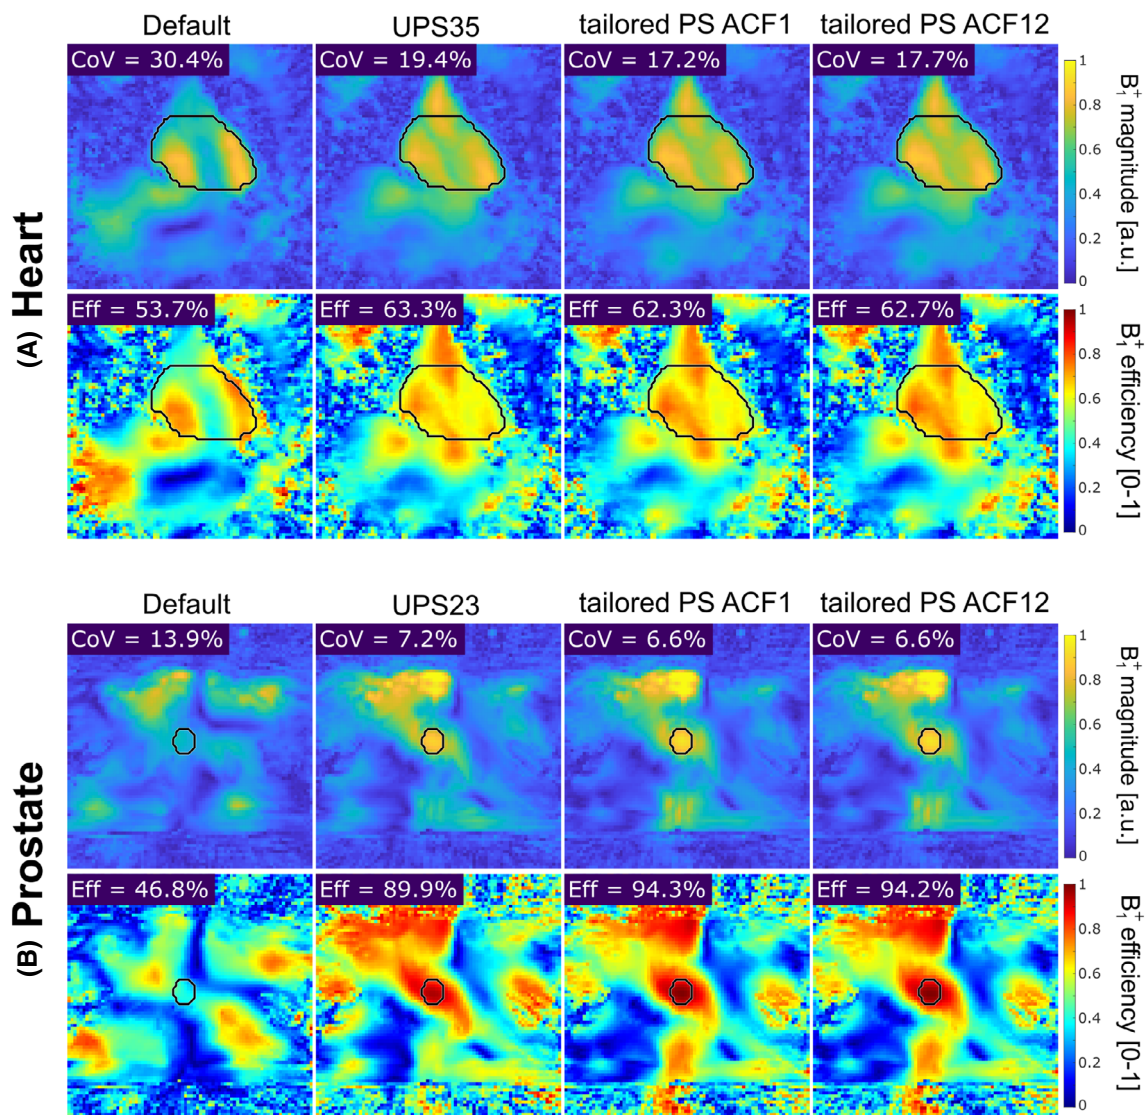 Default UPS35 tailored PS ACF1 tailored PS ACF12
(A) Heart
CoV = 30.4% CoV = 19.4% CoV = 17.2% CoV = 17.7%
1
0.8
0.6
0.4
0.2
0
B₁⁺ magnitude [a.u.]
Eff = 53.7% Eff = 63.3% Eff = 62.3% Eff = 62.7%
1
0.8
0.6
0.4
0.2
0
B₁⁺ efficiency [0-1]
Default UPS23 tailored PS ACF1 tailored PS ACF12
(B) Prostate
CoV = 13.9% CoV = 7.2% CoV = 6.6% CoV = 6.6%
1
0.8
0.6
0.4
0.2
0
B₁⁺ magnitude [a.u.]
Eff = 46.8% Eff = 89.9% Eff = 94.3% Eff = 94.2%
1
0.8
0.6
0.4
0.2
0
B₁⁺ efficiency [0-1]